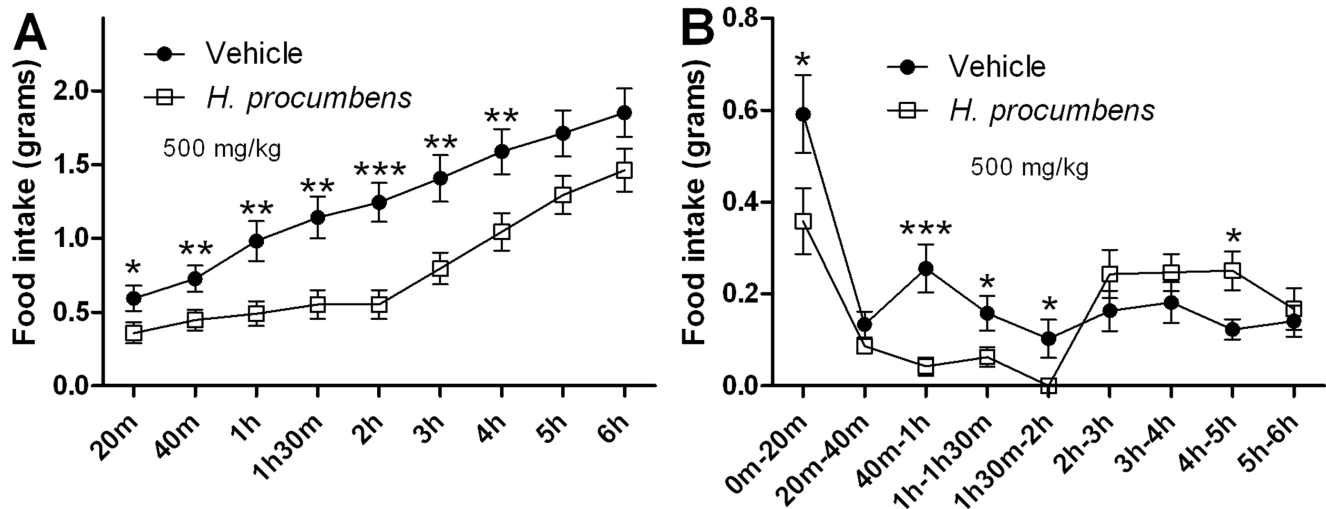 A
Vehicle
H. procumbens
500 mg/kg
Food intake (grams)
2.0
1.5
1.0
0.5
0.0
*
**
**
**
***
**
**
20m
40m
1h
1h30m
2h
3h
4h
5h
6h
B
Vehicle
H. procumbens
500 mg/kg
Food intake (grams)
0.8
0.6
0.4
0.2
0.0
*
***
*
*
*
0m-20m
20m-40m
40m-1h
1h-1h30m
1h30m-2h
2h-3h
3h-4h
4h-5h
5h-6h